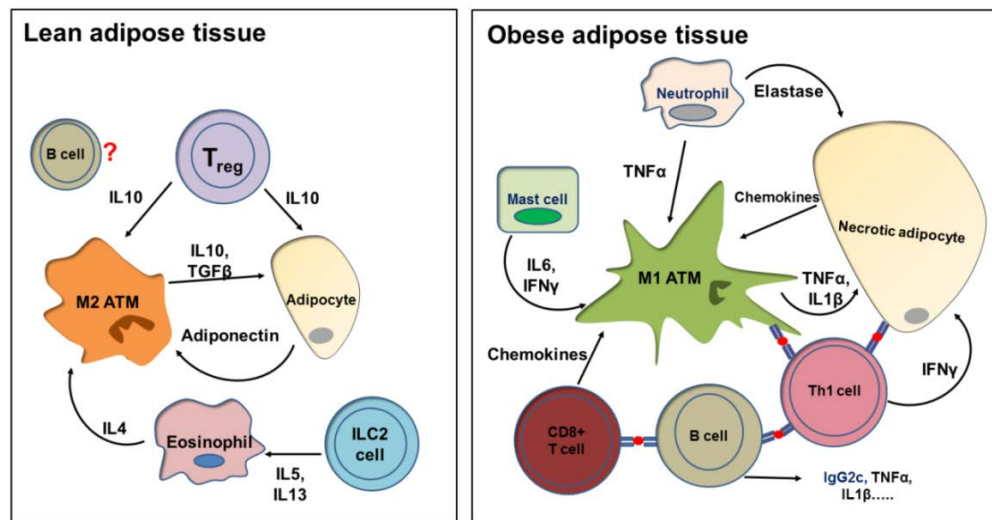 Lean adipose tissue
B cell
?
Treg
IL10
IL10
IL10,
TGFβ
M2 ATM
Adipocyte
Adiponectin
IL4
Eosinophil
ILC2
cell
IL5,
IL13
Obese adipose tissue
Neutrophil
Elastase
TNFα
Mast cell
Chemokines
Necrotic adipocyte
IL6,
IFNγ
M1 ATM
TNFα,
IL1β
Chemokines
IFNγ
Th1 cell
CD8+
T cell
B cell
IgG2c, TNFα,
IL1β.....